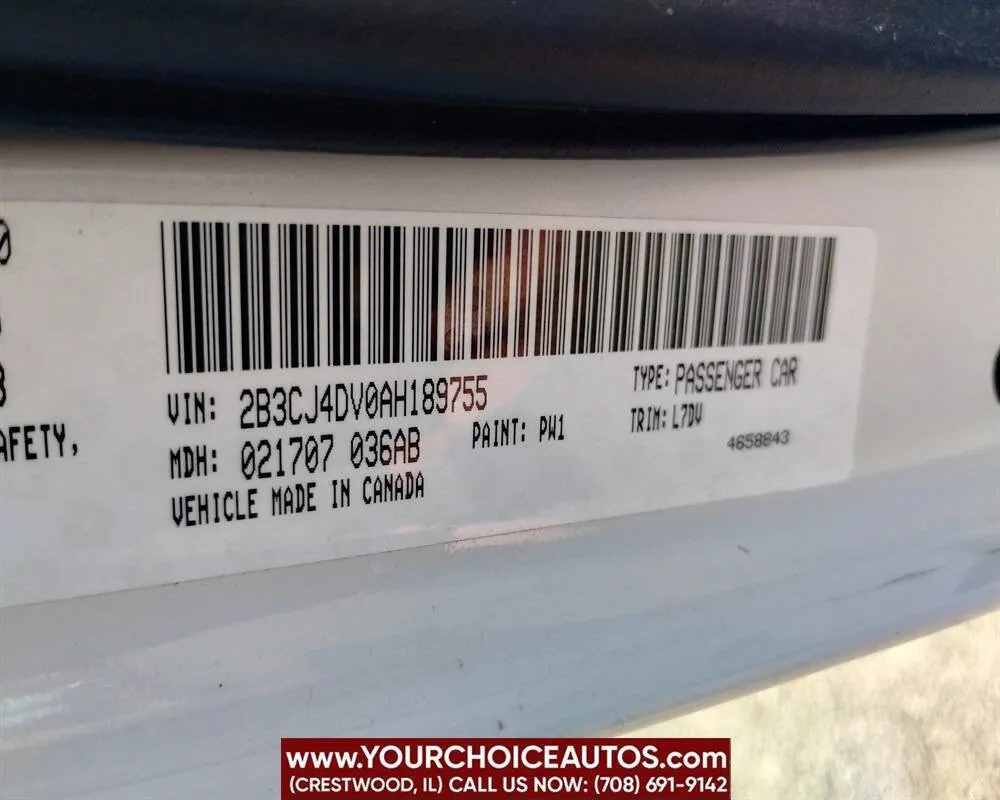 AFETY,
VIN: 2B3CJ4DV0AH189755
TYPE: PASSENGER CAR
MDH: 021707 036AB
PAINT: PW1
TRIM: L7DV
4658843
VEHICLE MADE IN CANADA
www.YOURCHOICEAUTOS.com
(CRESTWOOD, IL) CALL US NOW: (708) 691-9142